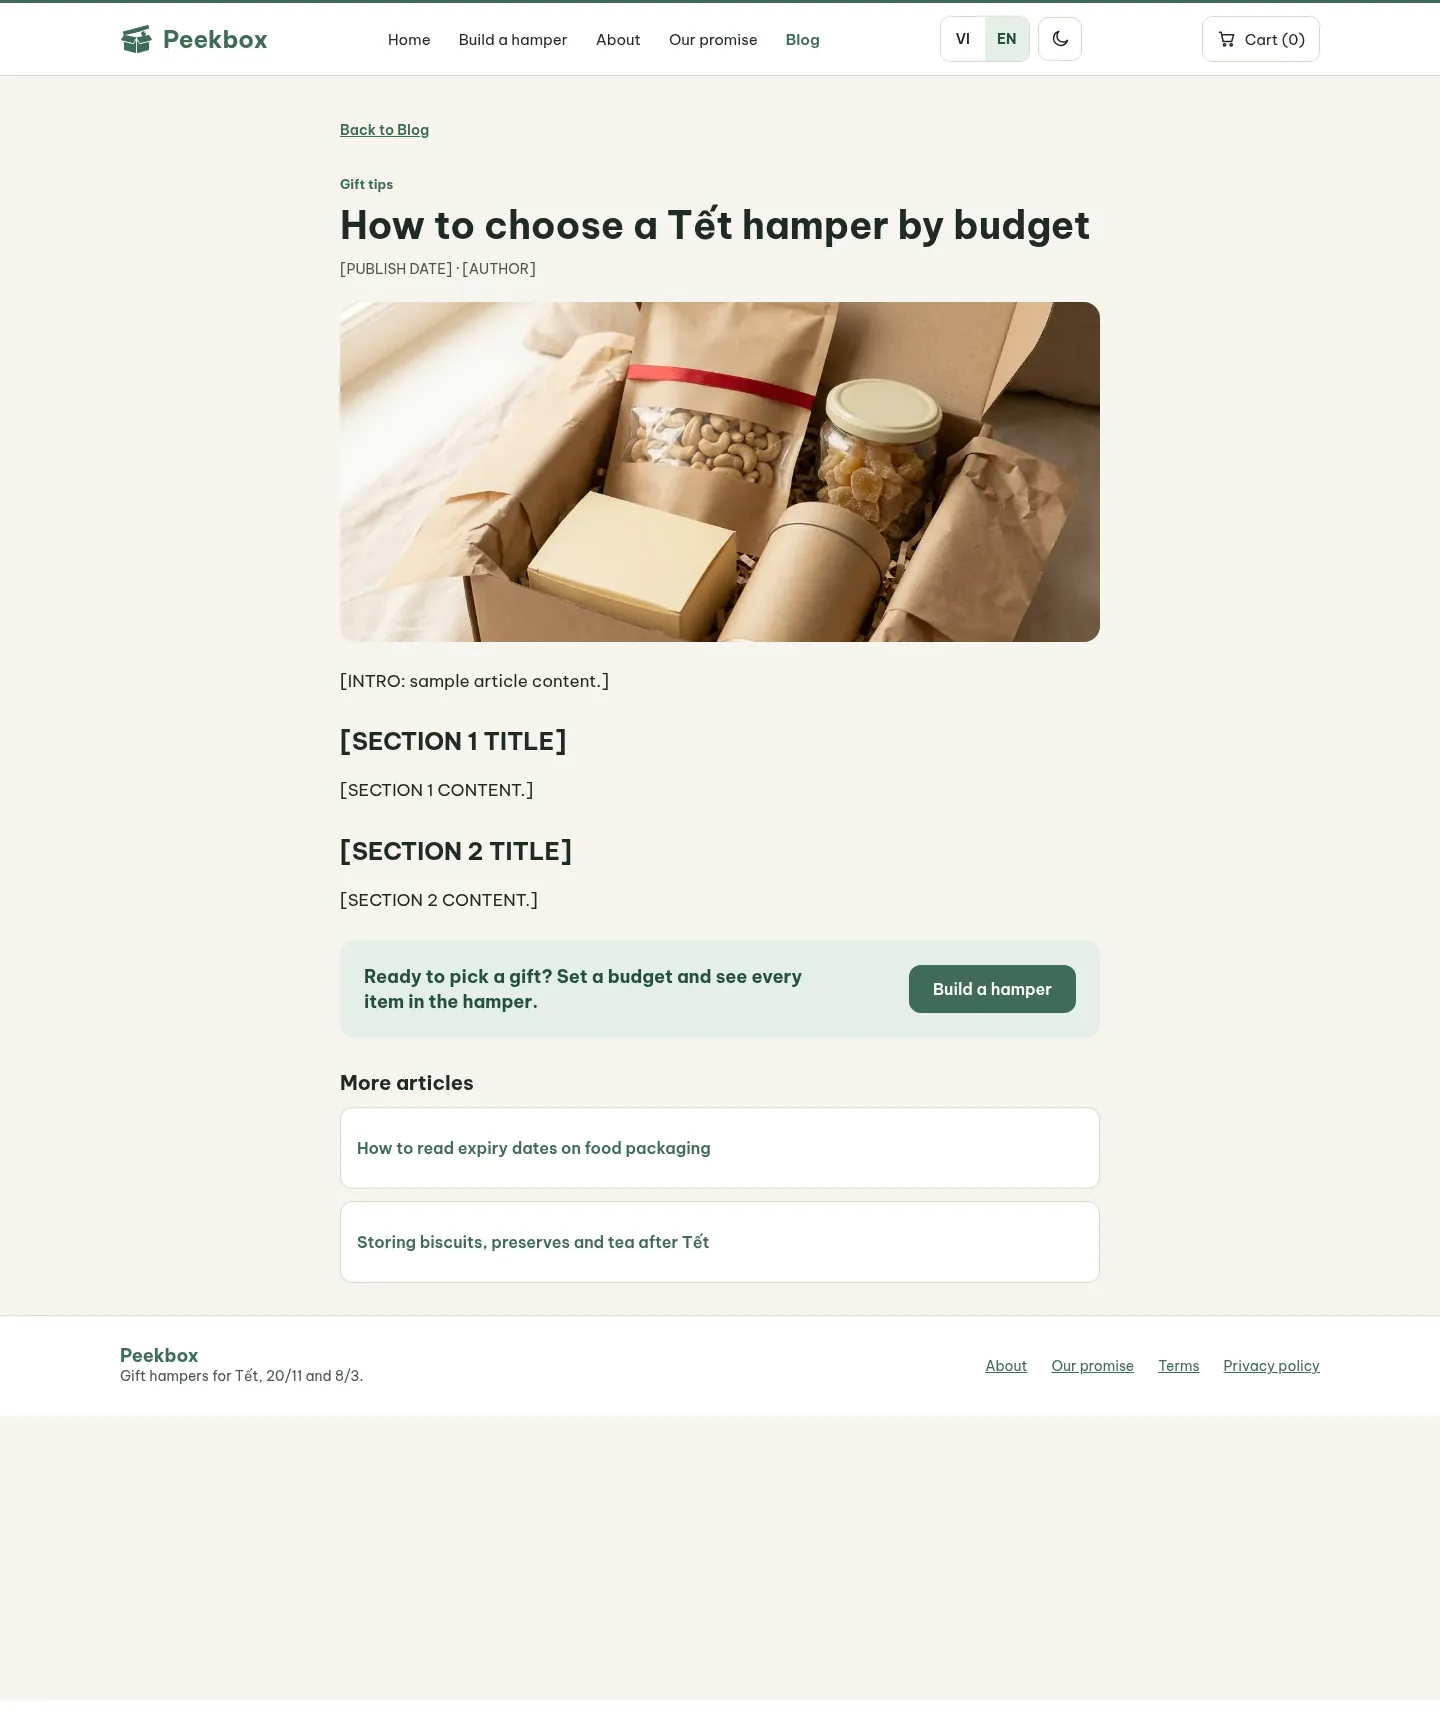 Peekbox
Home
Build a hamper
About
Our promise
Blog
VI
EN
Cart (0)
Back to Blog
Gift tips
How to choose a Tết hamper by budget
[PUBLISH DATE] · [AUTHOR]
[INTRO: sample article content.]
[SECTION 1 TITLE]
[SECTION 1 CONTENT.]
[SECTION 2 TITLE]
[SECTION 2 CONTENT.]
Ready to pick a gift? Set a budget and see every
item in the hamper.
Build a hamper
More articles
How to read expiry dates on food packaging
Storing biscuits, preserves and tea after Tết
Peekbox
Gift hampers for Tết, 20/11 and 8/3.
About
Our promise
Terms
Privacy policy